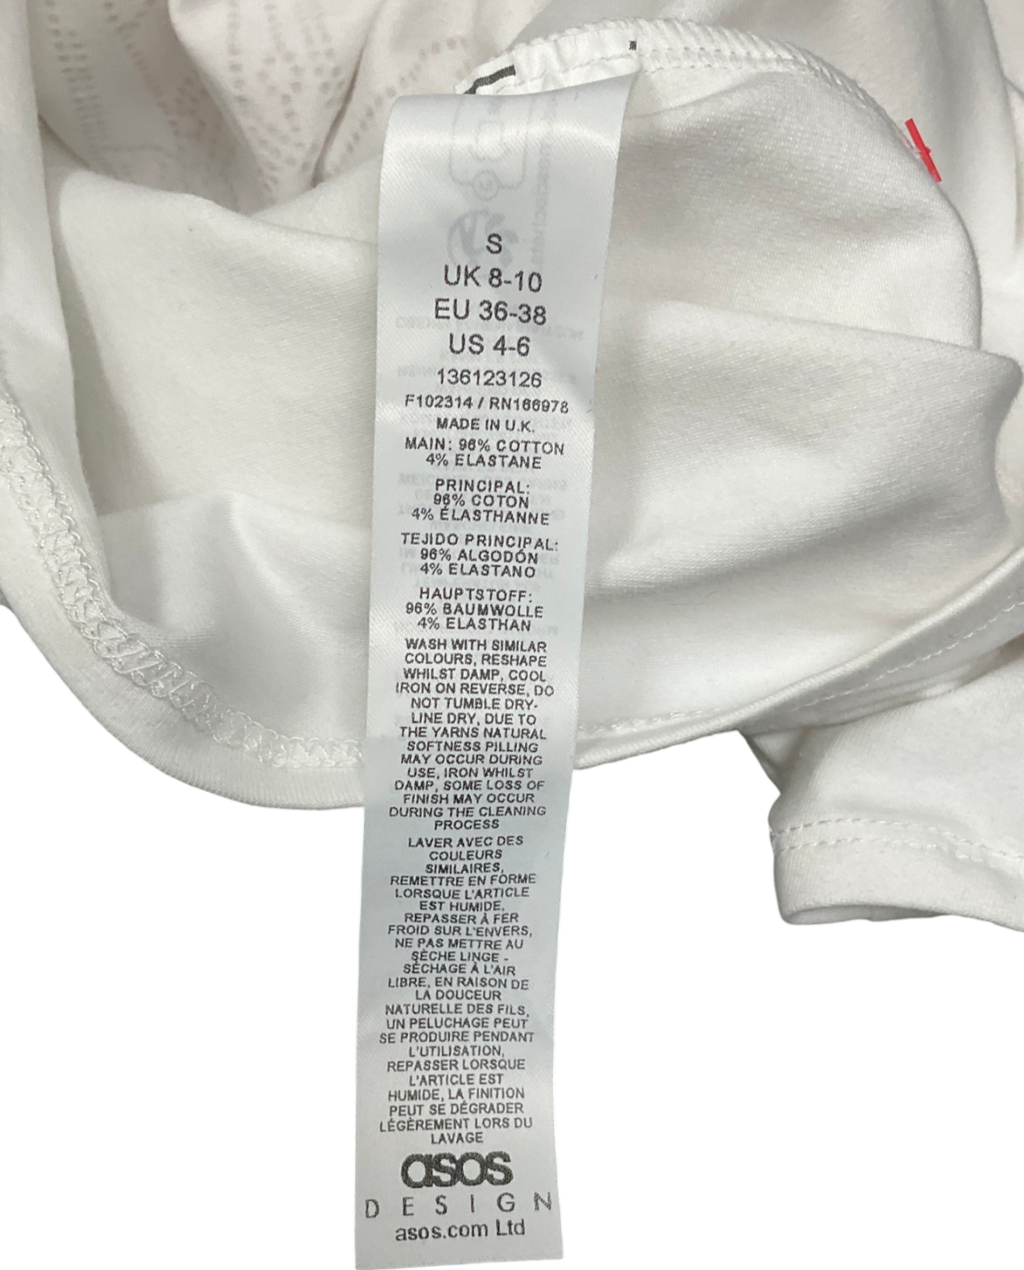 S
UK 8-10
EU 36-38
US 4-6
136123126
F102314 / RN166978
MADE IN U.K.
MAIN: 96% COTTON
4% ELASTANE
PRINCIPAL:
96% COTON
4% ÉLASTHANNE
TEJIDO PRINCIPAL:
96% ALGODÓN
4% ELASTANO
HAUPTSTOFF:
96% BAUMWOLLE
4% ELASTHAN
WASH WITH SIMILAR
COLOURS, RESHAPE
WHILST DAMP, COOL
IRON ON REVERSE, DO
NOT TUMBLE DRY-
LINE DRY, DUE TO
THE YARNS NATURAL
SOFTNESS PILLING
MAY OCCUR DURING
USE, IRON WHILST
DAMP, SOME LOSS OF
FINISH MAY OCCUR
DURING THE CLEANING
PROCESS
LAVER AVEC DES
COULEURS
SIMILAIRES,
REMETTRE EN FORME
LORSQUE L'ARTICLE
EST HUMIDE,
REPASSER À FER
FROID SUR L'ENVERS,
NE PAS METTRE AU
SÈCHE LINGE -
SÉCHAGE À L'AIR
LIBRE, EN RAISON DE
LA DOUCEUR
NATURELLE DES FILS,
UN PELUCHAGE PEUT
SE PRODUIRE PENDANT
L'UTILISATION,
REPASSER LORSQUE
L'ARTICLE EST
HUMIDE, LA FINITION
PEUT SE DÉGRADER
LÉGÈREMENT LORS DU
LAVAGE
asos
DESIGN
asos.com Ltd